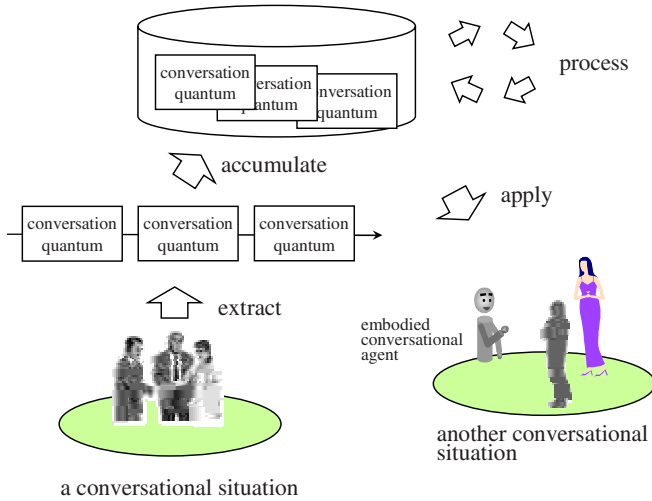 conversation
quantum
ersation
antum
nversation
quantum
process
accumulate
apply
conversation
quantum
conversation
quantum
conversation
quantum
extract
embodied
conversational
agent
another conversational
situation
a conversational situation